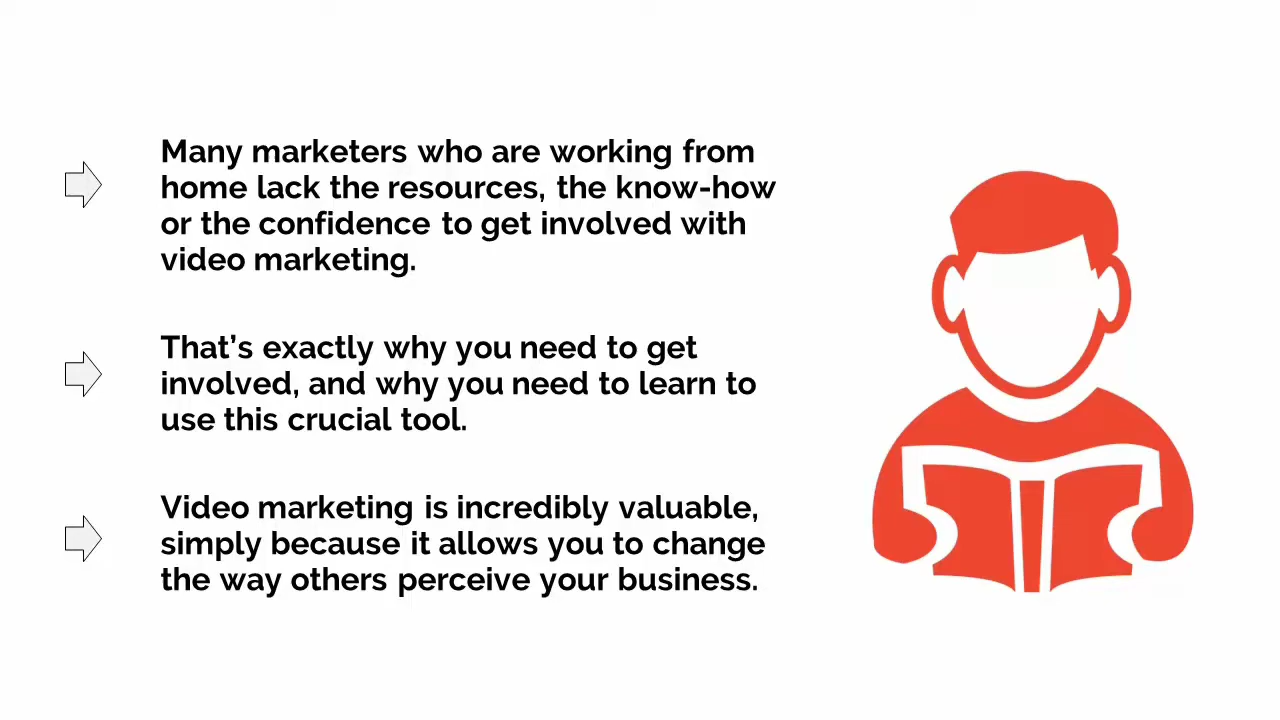 Many marketers who are working from
home lack the resources, the know-how
or the confidence to get involved with
video marketing.
That’s exactly why you need to get
involved, and why you need to learn to
use this crucial tool.
Video marketing is incredibly valuable,
simply because it allows you to change
the way others perceive your business.